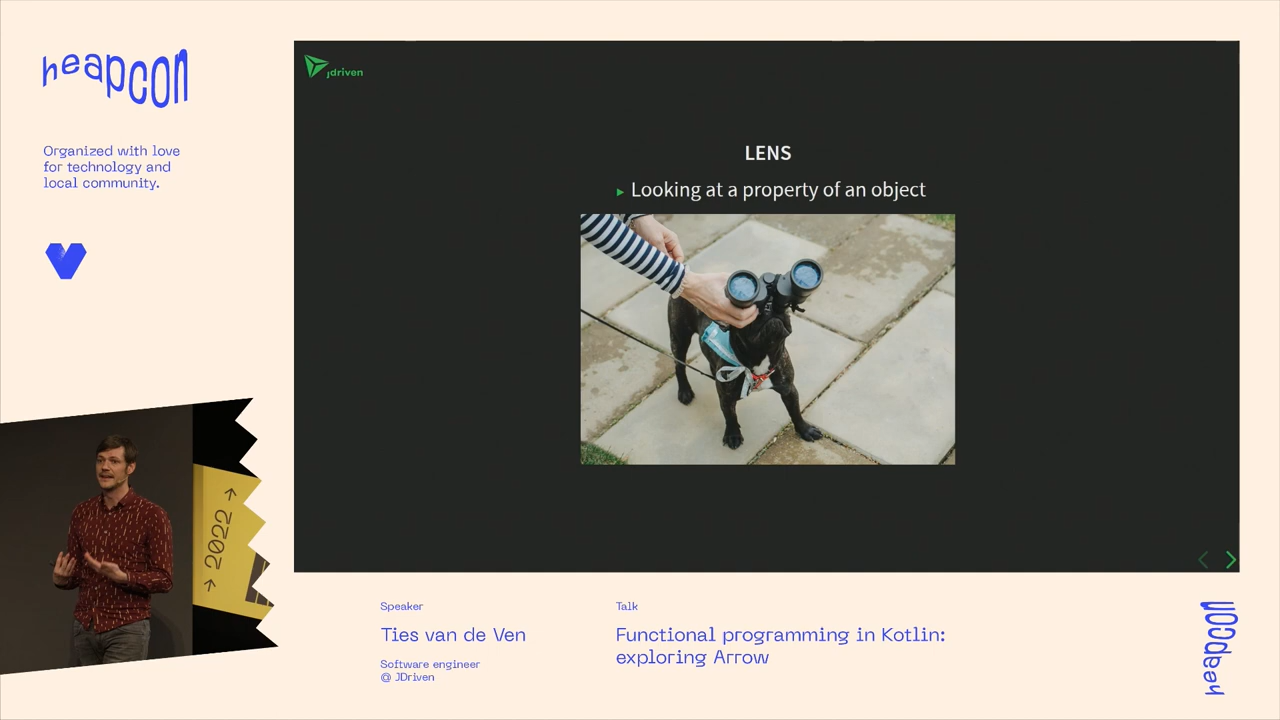 heapcon
Organized with love
for technology and
local community.
Jdriven
LENS
Looking at a property of an object
→ 2022 →
Speaker
Ties van de Ven
Software engineer
@ JDriven
Talk
Functional programming in Kotlin:
exploring Arrow
heapcon